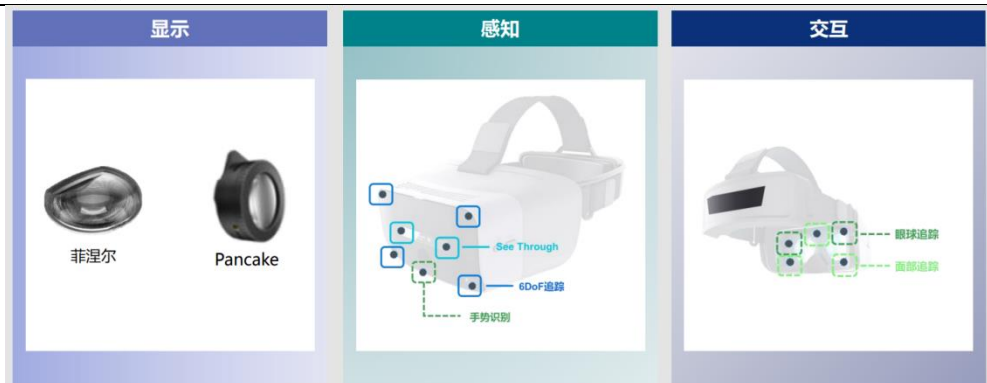 显示
感知
交互
菲涅尔
Pancake
See Through
6DoF追踪
手势识别
眼球追踪
面部追踪